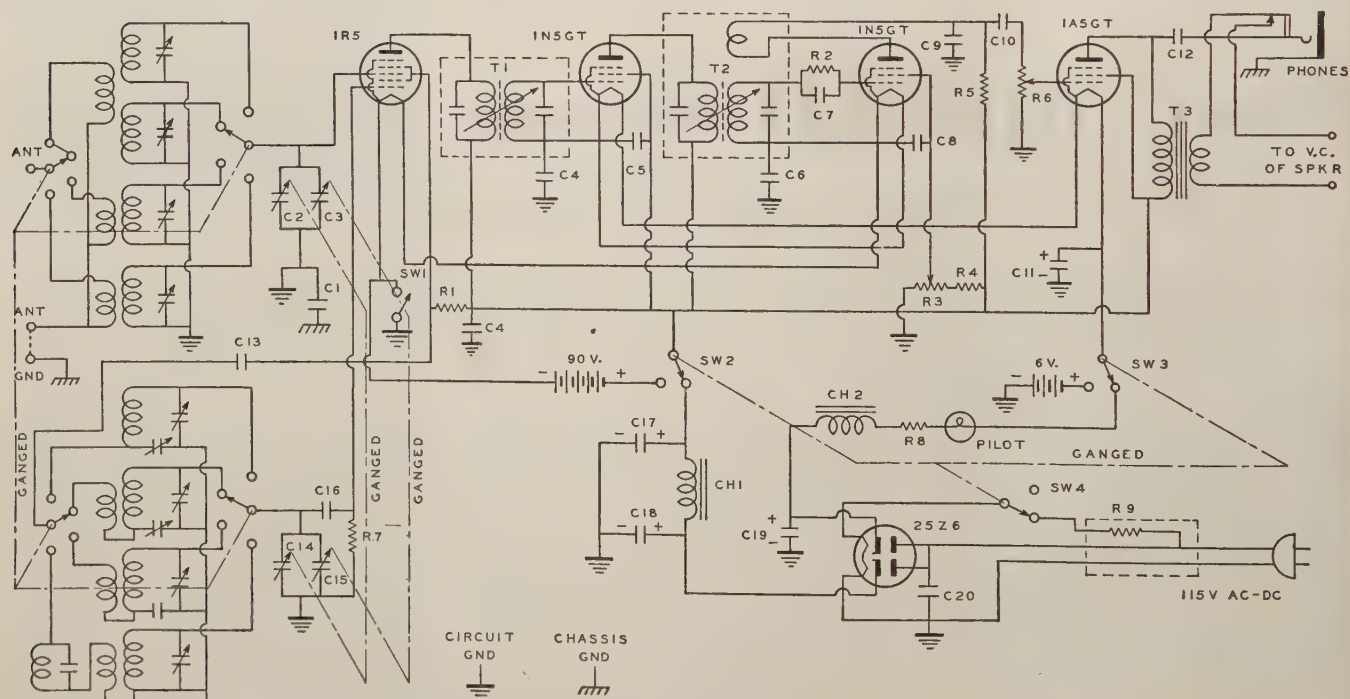 1R5
1N5GT
1N5GT
1A5GT
T1
T2
C9
C10
C12
PHONES
R2
C7
R5
R6
T3
ANT
C4
C5
C6
C8
TO V.C.
OF SPKR
C2
C3
SW1
C1
R1
C4
R3
R4
C11
+
-
ANT
GND
C13
90 V.
-
+
SW2
6V.
-
+
SW3
GANGED
C17
-
+
CH2
R8
PILOT
GANGED
GANGED
GANGED
CH1
C16
C18
-
+
R7
C14
C15
C19
+
-
25Z6
SW4
R9
C20
115V AC-DC
CIRCUIT
GND
CHASSIS
GND